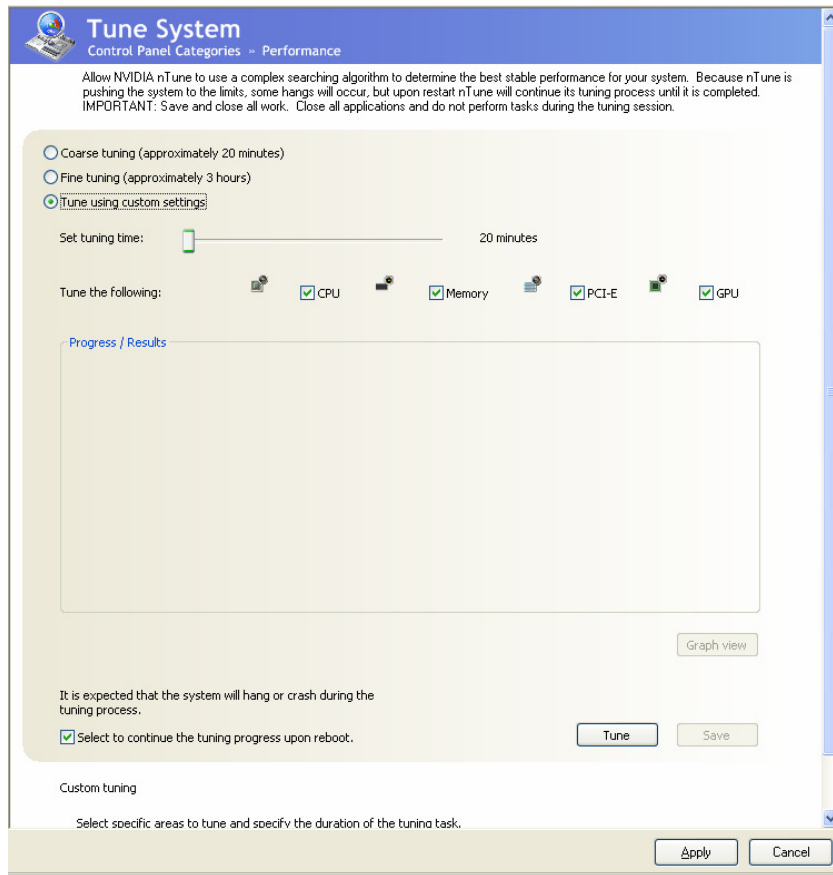 Tune System
Control Panel Categories » Performance
Allow NVIDIA nTune to use a complex searching algorithm to determine the best stable performance for your system. Because nTune is
pushing the system to the limits, some hangs will occur, but upon restart nTune will continue its tuning process until it is completed.
IMPORTANT: Save and close all work. Close all applications and do not perform tasks during the tuning session.
Coarse tuning (approximately 20 minutes)
Fine tuning (approximately 3 hours)
Tune using custom settings
Set tuning time: 20 minutes
Tune the following: CPU Memory PCI-E GPU
Progress / Results
Graph view
It is expected that the system will hang or crash during the
tuning process.
Select to continue the tuning progress upon reboot. Tune Save
Custom tuning
Select specific areas to tune and specify the duration of the tuning task.
Apply Cancel